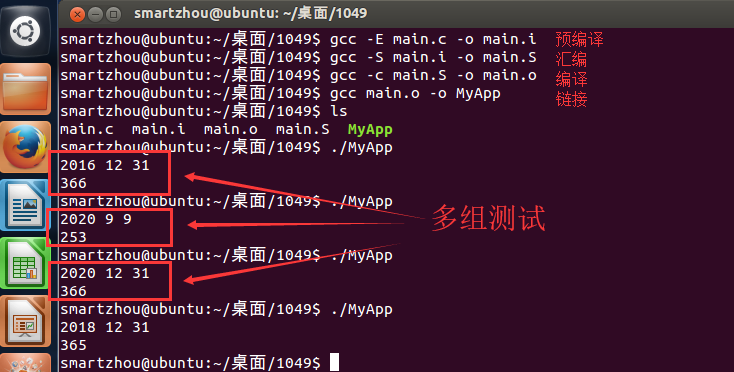 smartzhou@ubuntu: ~/桌面/1049
smartzhou@ubuntu:~/桌面/1049$ gcc -E main.c -o main.i 预编译
smartzhou@ubuntu:~/桌面/1049$ gcc -S main.i -o main.S 汇编
smartzhou@ubuntu:~/桌面/1049$ gcc -c main.S -o main.o 编译
smartzhou@ubuntu:~/桌面/1049$ gcc main.o -o MyApp 链接
smartzhou@ubuntu:~/桌面/1049$ ls
main.c main.i main.o main.S MyApp
smartzhou@ubuntu:~/桌面/1049$ ./MyApp
2016 12 31
366
smartzhou@ubuntu:~/桌面/1049$ ./MyApp
2020 9 9
253
多组测试
smartzhou@ubuntu:~/桌面/1049$ ./MyApp
2020 12 31
366
smartzhou@ubuntu:~/桌面/1049$ ./MyApp
2018 12 31
365
smartzhou@ubuntu:~/桌面/1049$